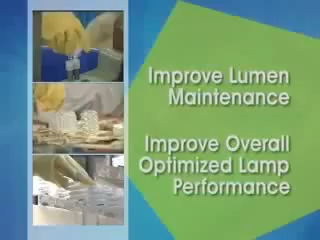 Improve Lumen
Maintenance
Improve Overall
Optimized Lamp
Performance